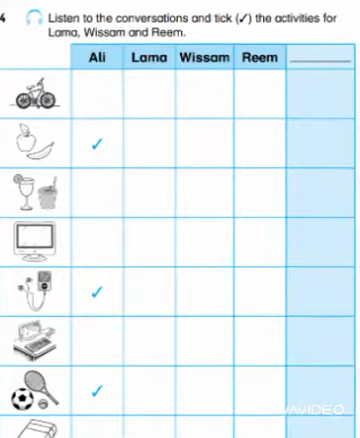 4 Listen to the conversations and tick (✓) the activities for
Lama, Wissam and Reem.
Ali Lama Wissam Reem
✓
✓
✓